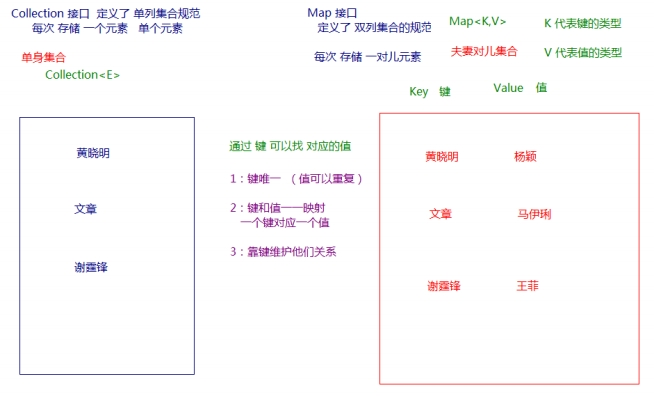 Collection 接口  定义了 单列集合规范
每次 存储 一个元素   单个元素
单身集合
Collection<E>
黄晓明
文章
谢霆锋
Map 接口
定义了 双列集合的规范
每次 存储 一对儿元素
Map<K,V>
夫妻对儿集合
K 代表键的类型
V 代表值的类型
Key   键
Value   值
通过 键 可以找 对应的值
1：键唯一  （值可以重复）
2：键和值一一映射
一个键对应一个值
3：靠键维护他们关系
黄晓明   杨颖
文章   马伊琍
谢霆锋   王菲